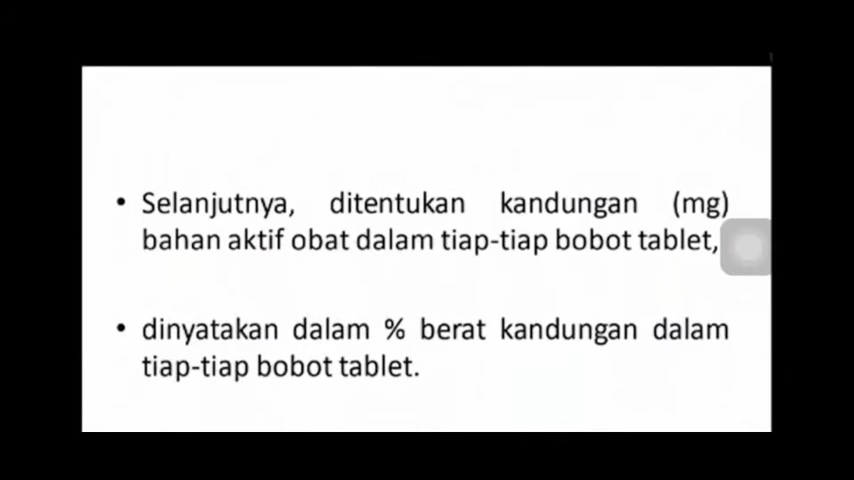 • Selanjutnya, ditentukan kandungan (mg)
bahan aktif obat dalam tiap-tiap bobot tablet,
• dinyatakan dalam % berat kandungan dalam
tiap-tiap bobot tablet.